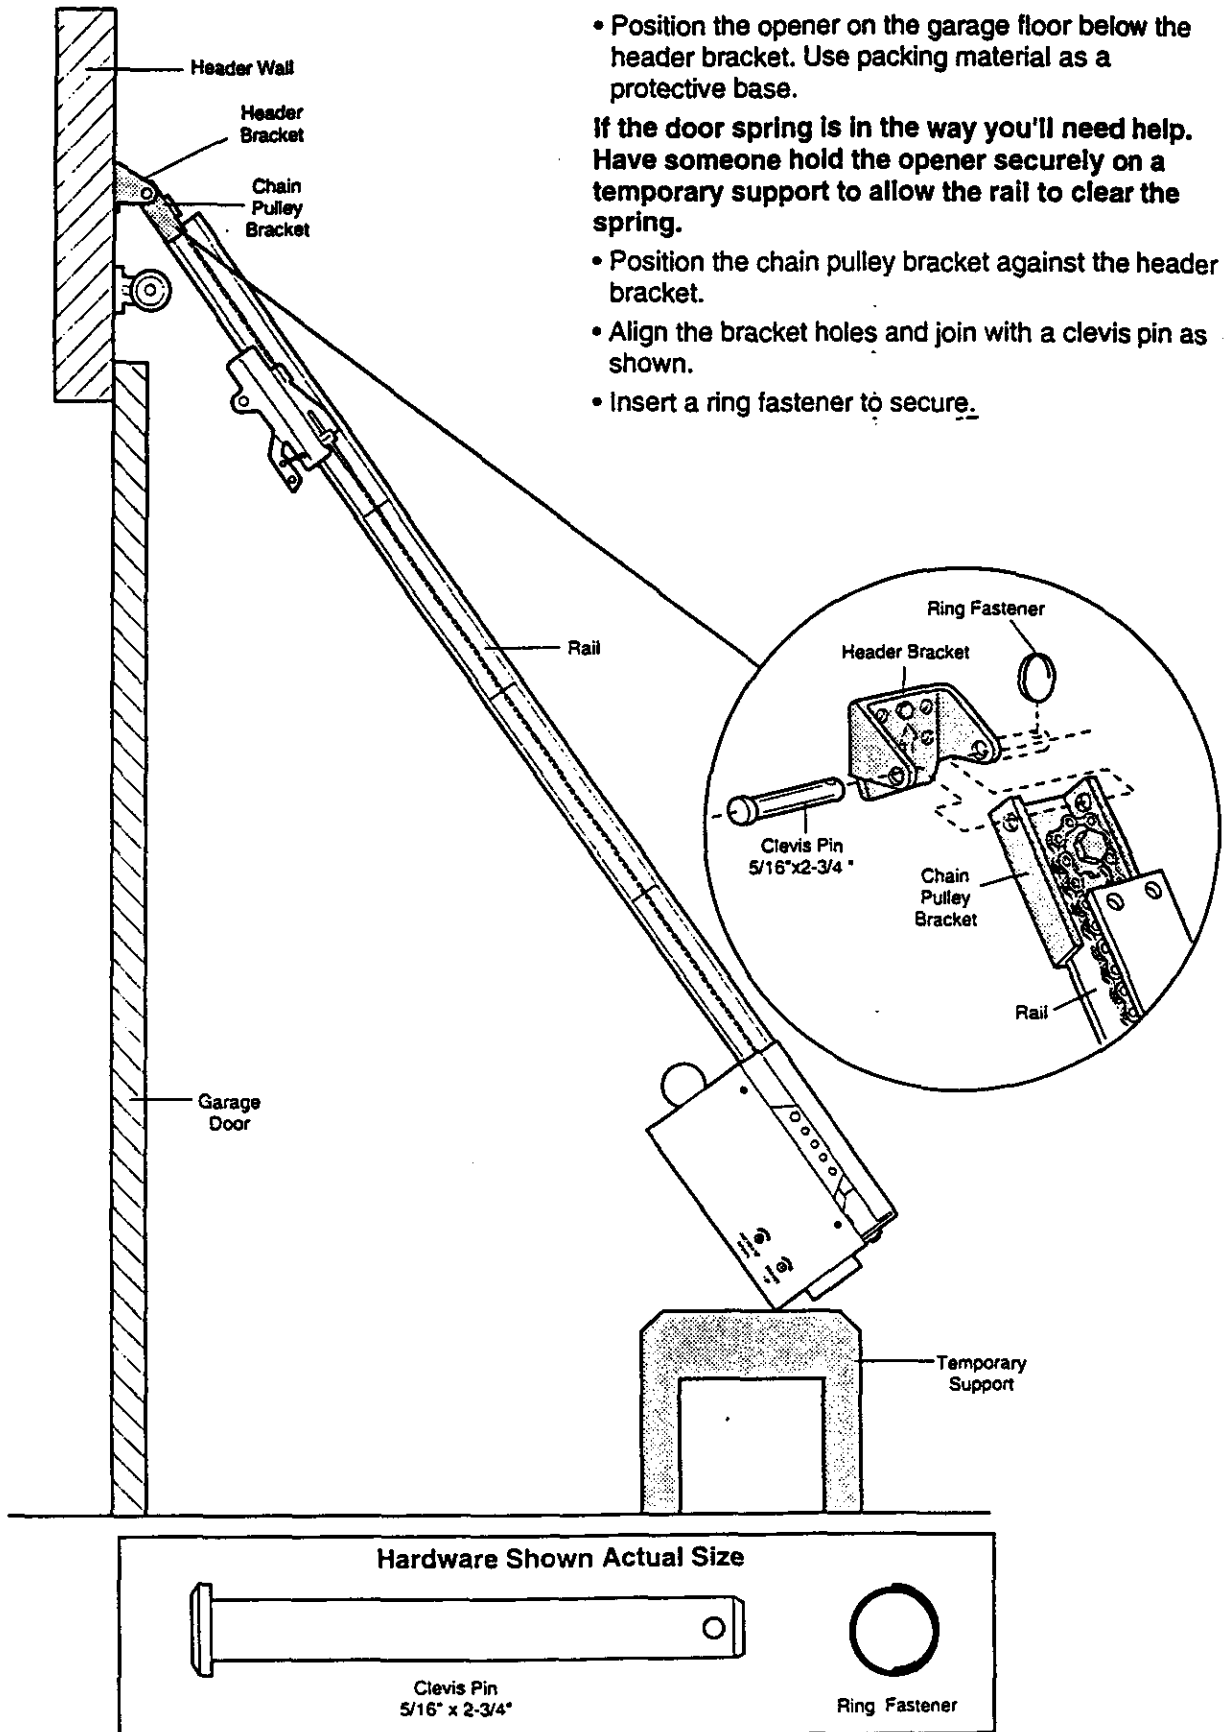 • Position the opener on the garage floor below the
header bracket. Use packing material as a
protective base.
If the door spring is in the way you'll need help.
Have someone hold the opener securely on a
temporary support to allow the rail to clear the
spring.
• Position the chain pulley bracket against the header
bracket.
• Align the bracket holes and join with a clevis pin as
shown.
• Insert a ring fastener to secure.
Header Wall
Header
Bracket
Chain
Pulley
Bracket
Rail
Garage
Door
Ring Fastener
Header Bracket
Clevis Pin
5/16"x2-3/4"
Chain
Pulley
Bracket
Rail
Temporary
Support
Hardware Shown Actual Size
Clevis Pin
5/16" x 2-3/4"
Ring Fastener